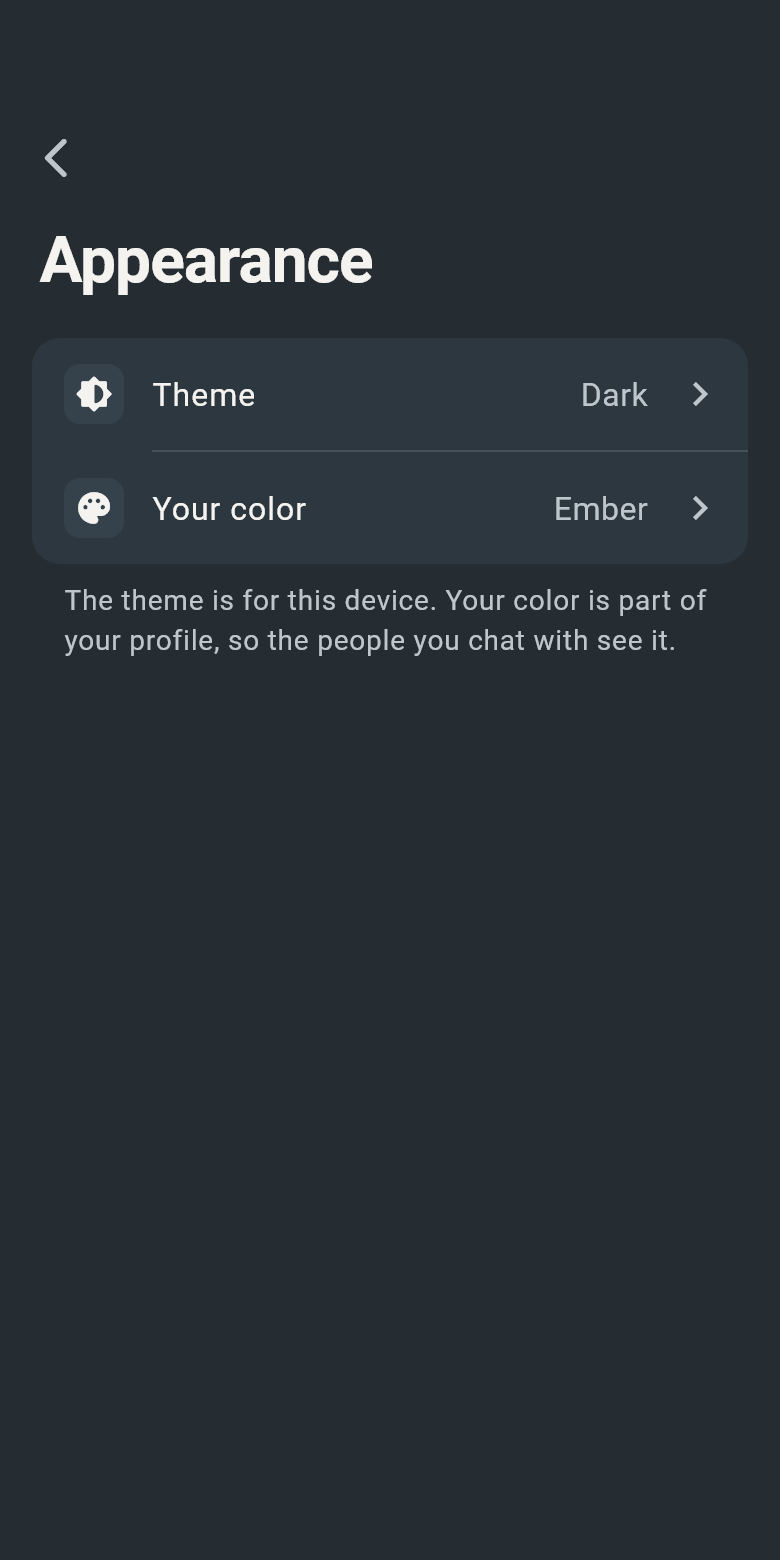 Appearance
Theme Dark
Your color Ember
The theme is for this device. Your color is part of
your profile, so the people you chat with see it.